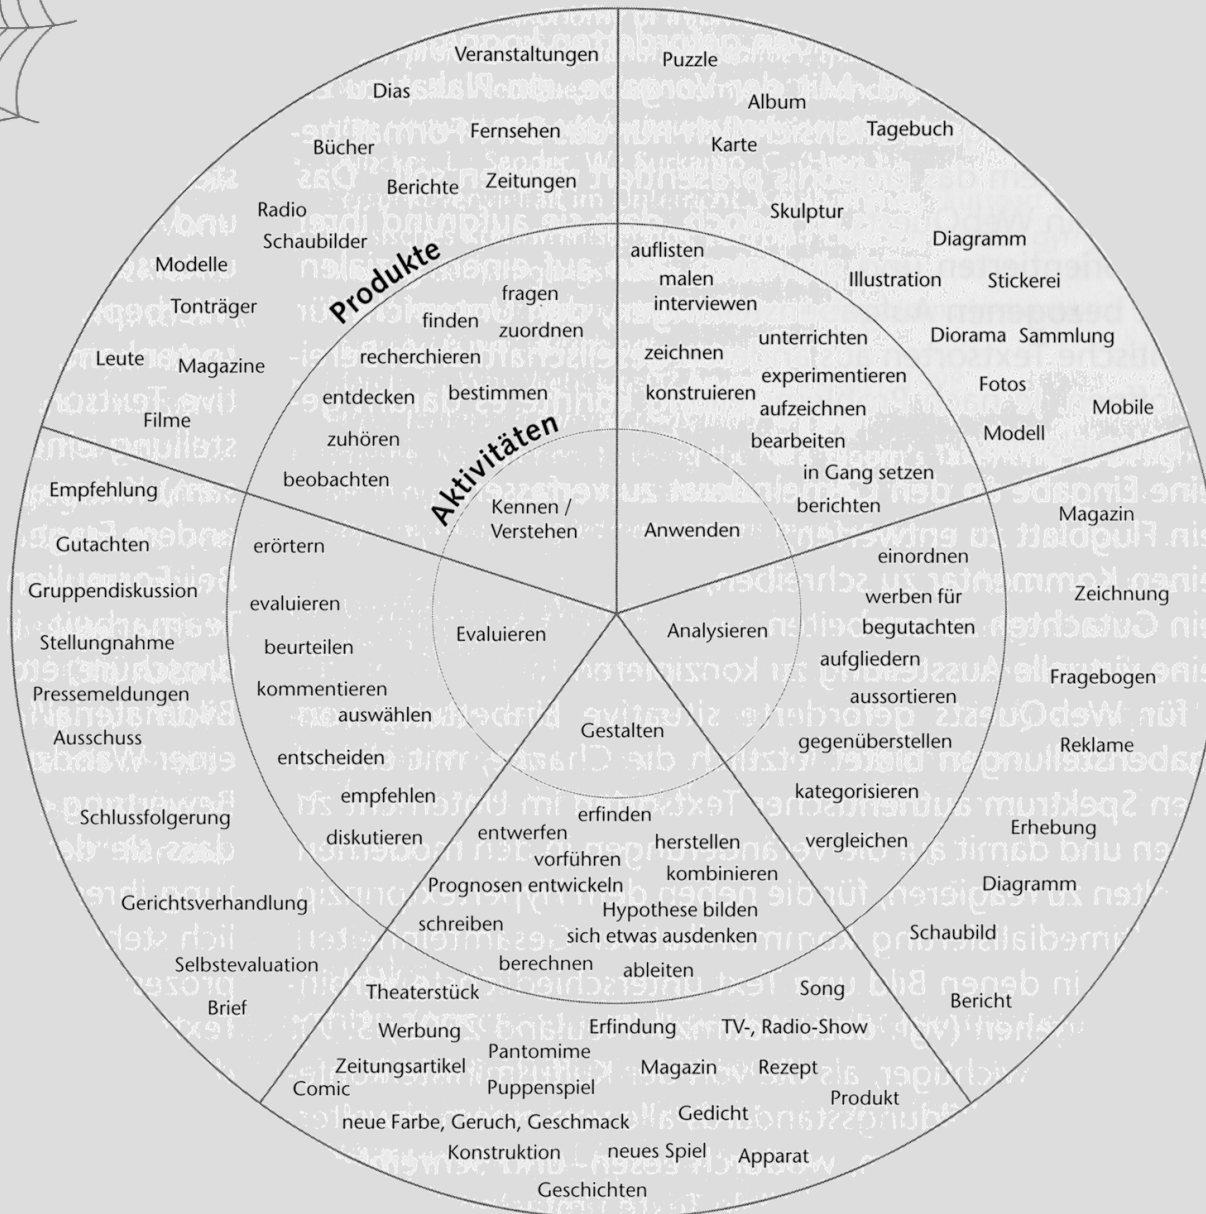 Veranstaltungen
Dias
Fernsehen
Bücher
Berichte
Zeitungen
Radio
Schaubilder
Modelle
Tonträger
Leute
Magazine
Filme
Produkte
fragen
finden
zuordnen
recherchieren
entdecken
bestimmen
zuhören
beobachten
Aktivitäten
Kennen /
Verstehen
Puzzle
Album
Tagebuch
Karte
Skulptur
Diagramm
Illustration
Stickerei
Diorama
Sammlung
Fotos
Mobile
Modell
auflisten
malen
interviewen
unterrichten
zeichnen
experimentieren
konstruieren
aufzeichnen
bearbeiten
in Gang setzen
berichten
Anwenden
Magazin
Zeichnung
Fragebogen
Reklame
Erhebung
Diagramm
Schaubild
Bericht
einordnen
werben für
begutachten
aufgliedern
aussortieren
gegenüberstellen
kategorisieren
vergleichen
Analysieren
Gestalten
erfinden
entwerfen
herstellen
vorführen
kombinieren
Prognosen entwickeln
Hypothese bilden
schreiben
sich etwas ausdenken
berechnen
ableiten
Theaterstück
Song
Werbung
Erfindung
TV-, Radio-Show
Pantomime
Zeitungsartikel
Magazin
Rezept
Comic
Puppenspiel
Produkt
Gedicht
neue Farbe, Geruch, Geschmack
Konstruktion
neues Spiel
Apparat
Geschichten
Evaluieren
erörtern
evaluieren
beurteilen
kommentieren
auswählen
entscheiden
empfehlen
diskutieren
Empfehlung
Gutachten
Gruppendiskussion
Stellungnahme
Pressemeldungen
Ausschuss
Schlussfolgerung
Gerichtsverhandlung
Selbstevaluation
Brief